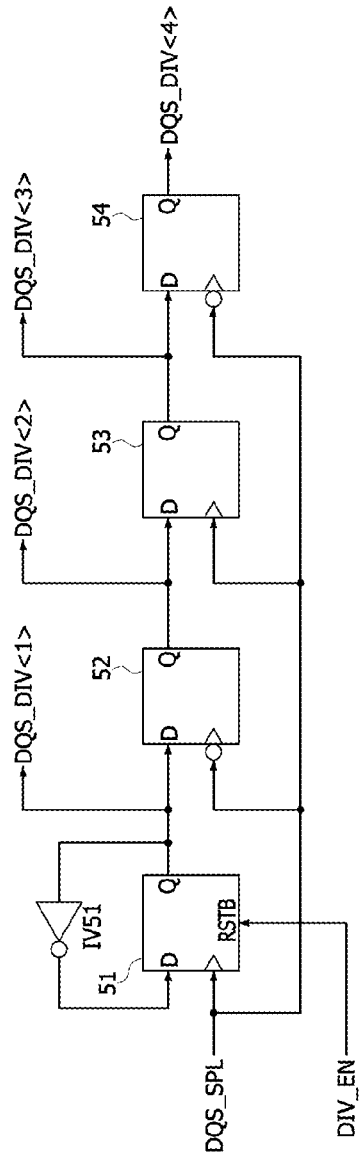 DQS_DIV<1>
DQS_DIV<2>
DQS_DIV<3>
DQS_DIV<4>
IV51
51
D
Q
RSTB
52
D
Q
53
D
Q
54
D
Q
DQS_SPL
DIV_EN